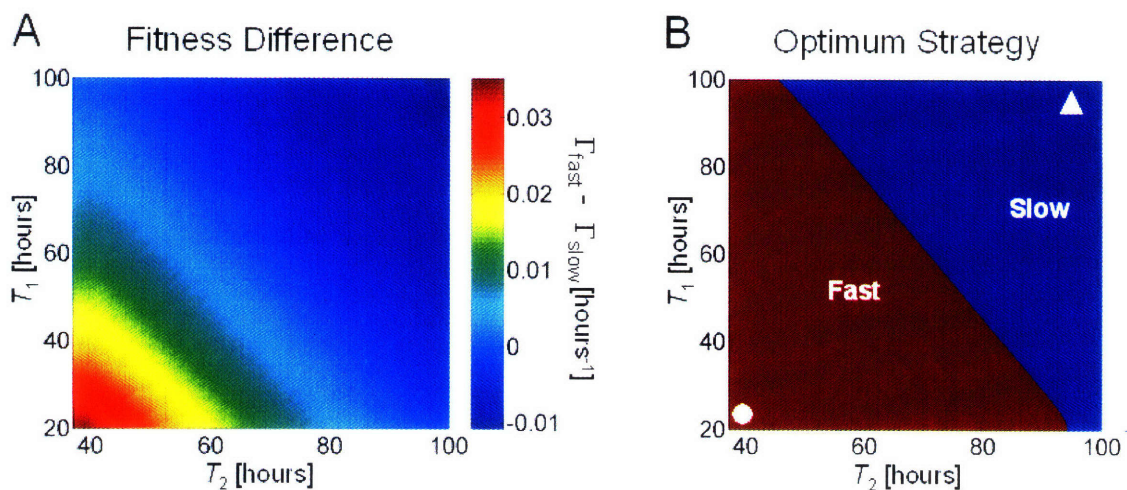 A
Fitness Difference
100
80
60
40
20
T₁ [hours]
40
60
80
100
T₂ [hours]
0.03
0.02
0.01
0
-0.01
Γfast - Γslow [hours⁻¹]
B
Optimum Strategy
100
80
60
40
20
T₁ [hours]
Slow
Fast
40
60
80
100
T₂ [hours]